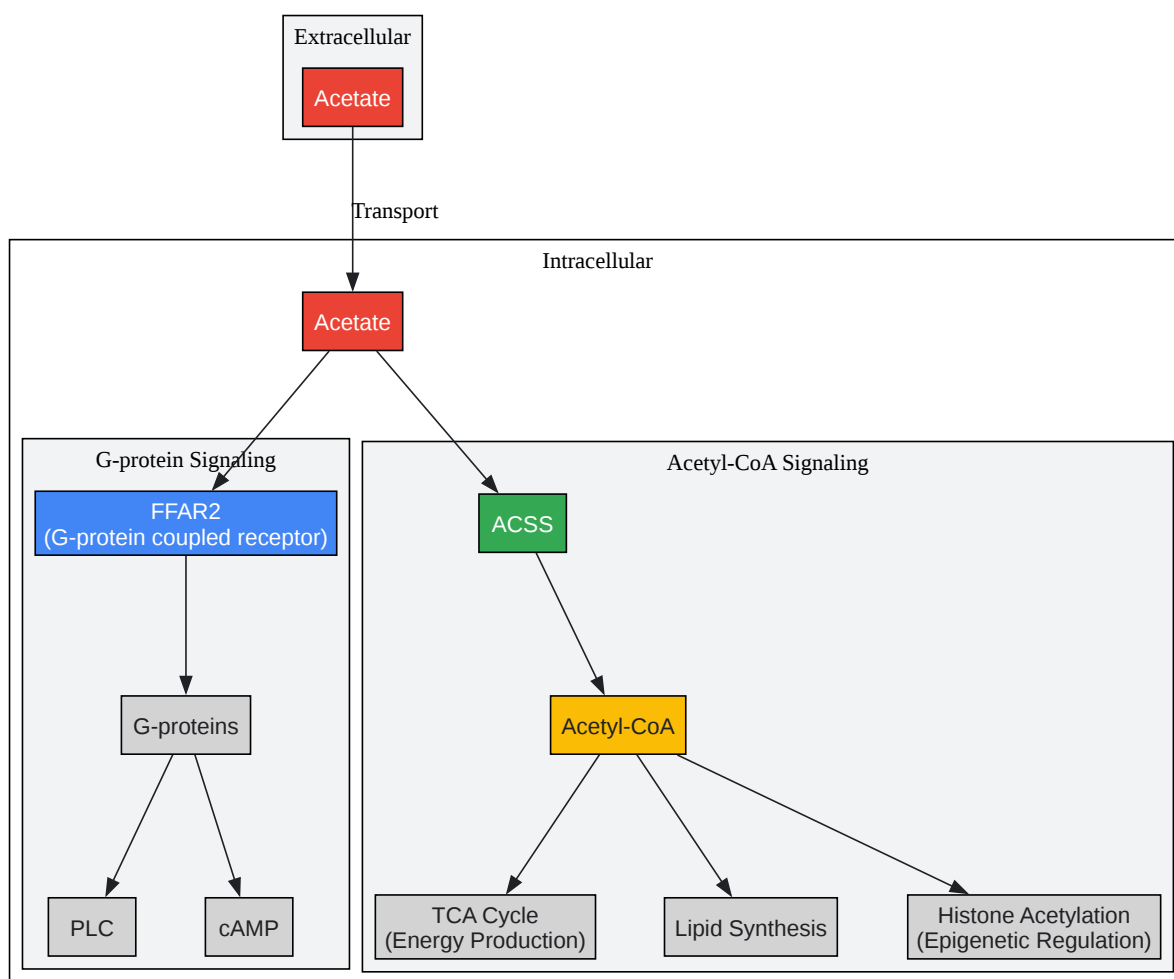 Extracellular
Acetate
Transport
Intracellular
Acetate
G-protein Signaling
FFAR2
(G-protein coupled receptor)
G-proteins
PLC
cAMP
Acetyl-CoA Signaling
ACSS
Acetyl-CoA
TCA Cycle
(Energy Production)
Lipid Synthesis
Histone Acetylation
(Epigenetic Regulation)